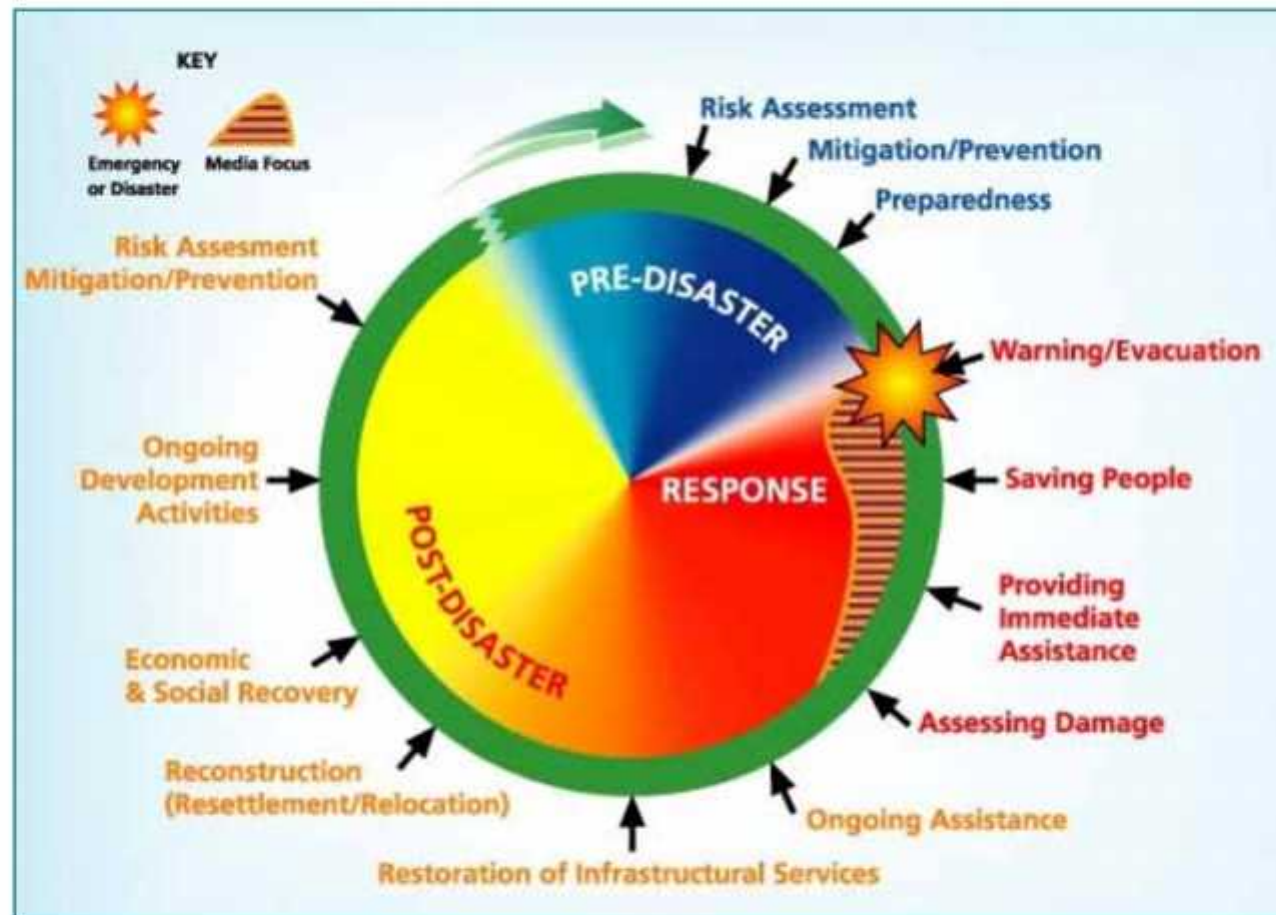 KEY
Emergency
or Disaster
Media Focus
Risk Assessment
Mitigation/Prevention
Preparedness
PRE-DISASTER
Warning/Evacuation
RESPONSE
Saving People
Providing
Immediate
Assistance
Assessing Damage
Ongoing Assistance
Restoration of Infrastructural Services
Reconstruction
(Resettlement/Relocation)
POST-DISASTER
Economic
& Social Recovery
Ongoing
Development
Activities
Risk Assesment
Mitigation/Prevention